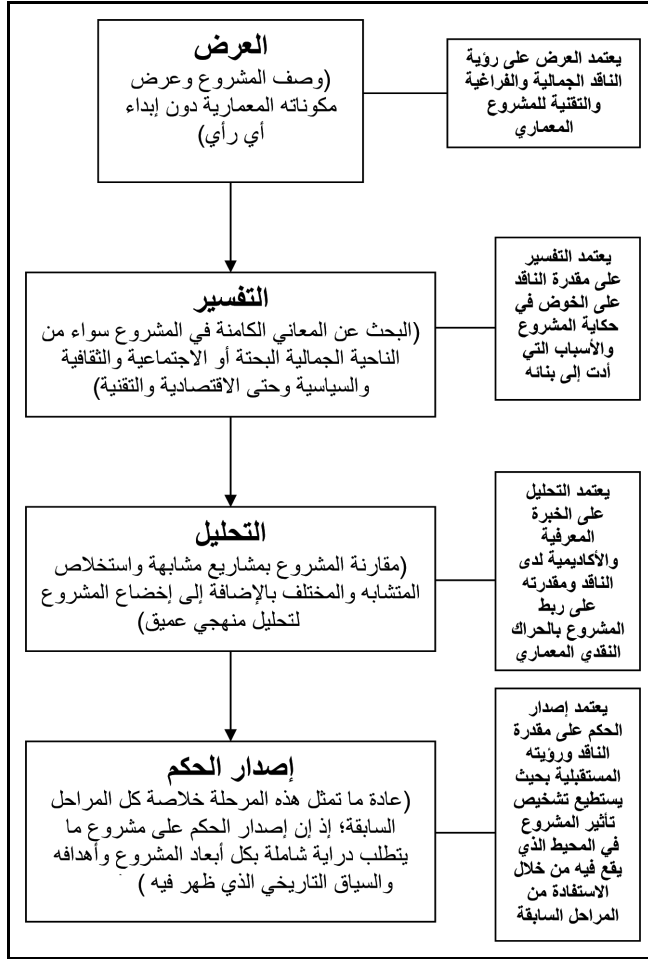 العرض
(وصف المشروع وعرض
مكوناته المعمارية دون إبداء
أي رأي)
يعتمد العرض على رؤية
الناقد الجمالية والفراغية
والتقنية للمشروع
المعماري
التفسير
(البحث عن المعاني الكامنة في المشروع سواء من
الناحية الجمالية البحتة أو الاجتماعية والثقافية
والسياسية وحتى الاقتصادية والتقنية)
يعتمد التفسير
على مقدرة الناقد
على الخوض في
حكاية المشروع
والأسباب التي
أدت إلى بنائه
التحليل
(مقارنة المشروع بمشاريع مشابهة واستخلاص
المتشابه والمختلف بالإضافة إلى إخضاع المشروع
لتحليل منهجي عميق)
يعتمد التحليل
على الخبرة
المعرفية
والأكاديمية لدى
الناقد ومقدرته
على ربط
المشروع بالحراك
النقدي المعماري
إصدار الحكم
(عادة ما تمثل هذه المرحلة خلاصة كل المراحل
السابقة؛ إذ إن إصدار الحكم على مشروع ما
يتطلب دراية شاملة بكل أبعاد المشروع وأهدافه
والسياق التاريخي الذي ظهر فيه )
يعتمد إصدار
الحكم على مقدرة
الناقد ورؤيته
المستقبلية بحيث
يستطيع تشخيص
تأثير المشروع
في المحيط الذي
يقع فيه من خلال
الاستفادة من
المراحل السابقة